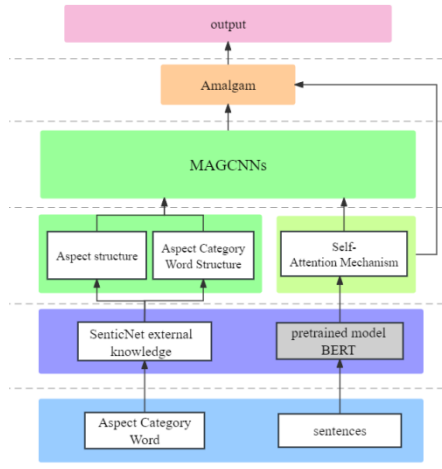 output
Amalgam
MAGCNNs
Aspect structure
Aspect Category
Word Structure
Self-
Attention Mechanism
SenticNet external
knowledge
pretrained model
BERT
Aspect Category
Word
sentences